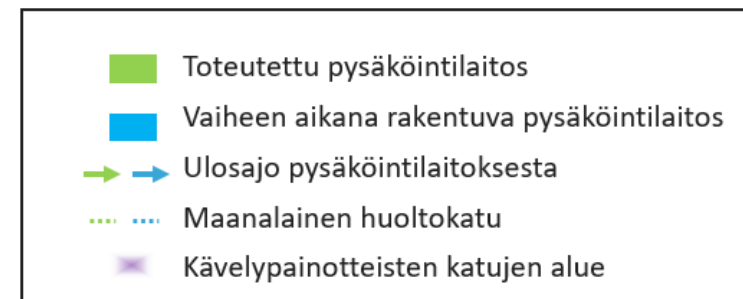 Toteutettu pysäköintilaitos
Vaiheen aikana rakentuva pysäköintilaitos
Ulosajo pysäköintilaitoksesta
Maanalainen huoltokatu
Kävelypainotteisten katujen alue